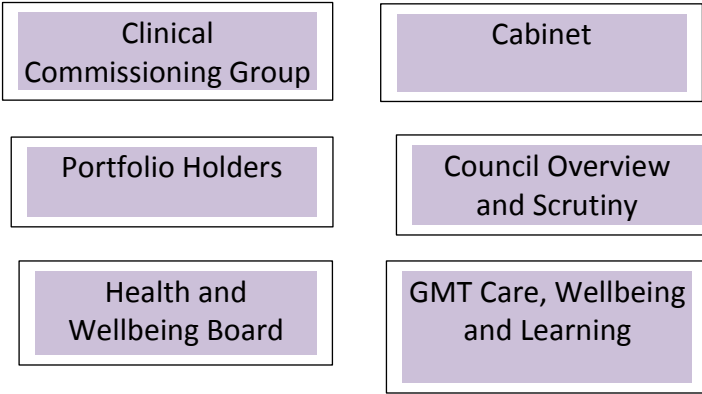 Clinical
Commissioning Group
Cabinet
Portfolio Holders
Council Overview
and Scrutiny
Health and
Wellbeing Board
GMT Care, Wellbeing
and Learning